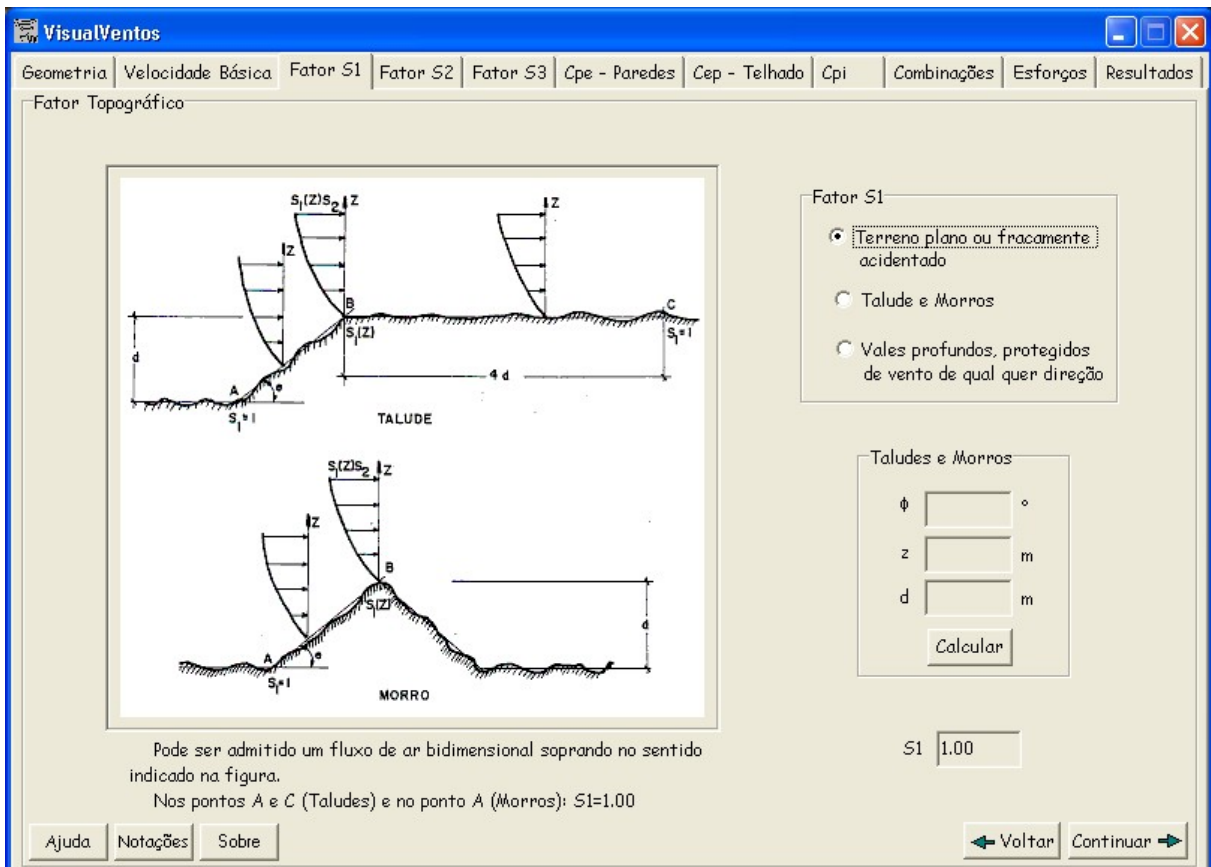 VisualVentos
Geometria Velocidade Básica Fator S1 Fator S2 Fator S3 Cpe - Paredes Cep - Telhado Cpi Combinações Esforços Resultados
Fator Topográfico
S₁(Z)S₂ Z
Z
Z
B
C
S₁(Z)
S₁=1
d
4 d
A
θ
S₁=1
TALUDE
S₁(Z)S₂ Z
Z
B
S₁(Z)
d
A
θ
S₁=1
MORRO
Pode ser admitido um fluxo de ar bidimensional soprando no sentido
indicado na figura.
Nos pontos A e C (Taludes) e no ponto A (Morros): S1=1.00
Fator S1
Terreno plano ou fracamente
acidentado
Talude e Morros
Vales profundos, protegidos
de vento de qual quer direção
Taludes e Morros
ϕ °
z m
d m
Calcular
S1 1.00
Ajuda Notações Sobre Voltar Continuar